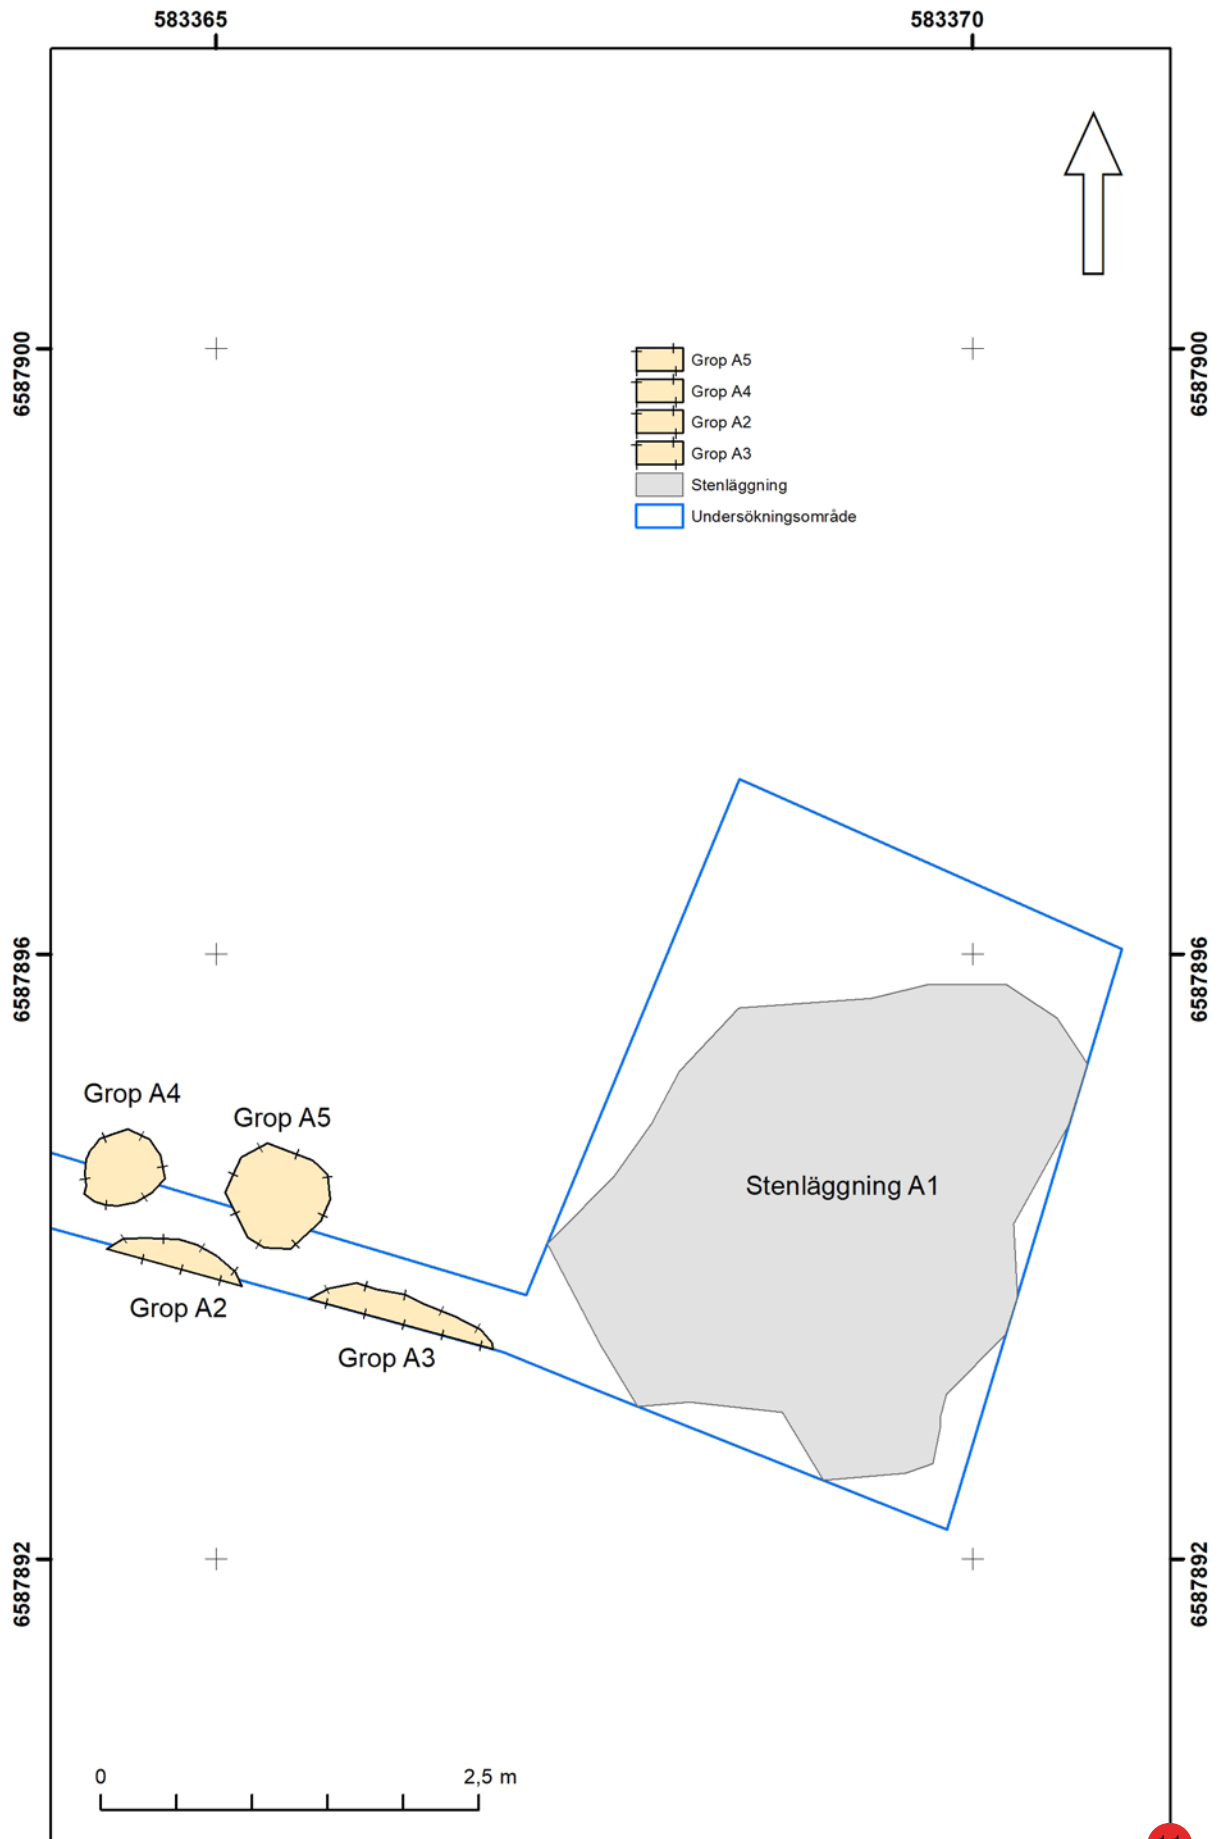 583365 583370
6587900 6587900
Grop A5
Grop A4
Grop A2
Grop A3
Stenläggning
Undersökningsområde
6587896 6587896
Grop A4
Grop A5
Stenläggning A1
Grop A2
Grop A3
6587892 6587892
0 2,5 m